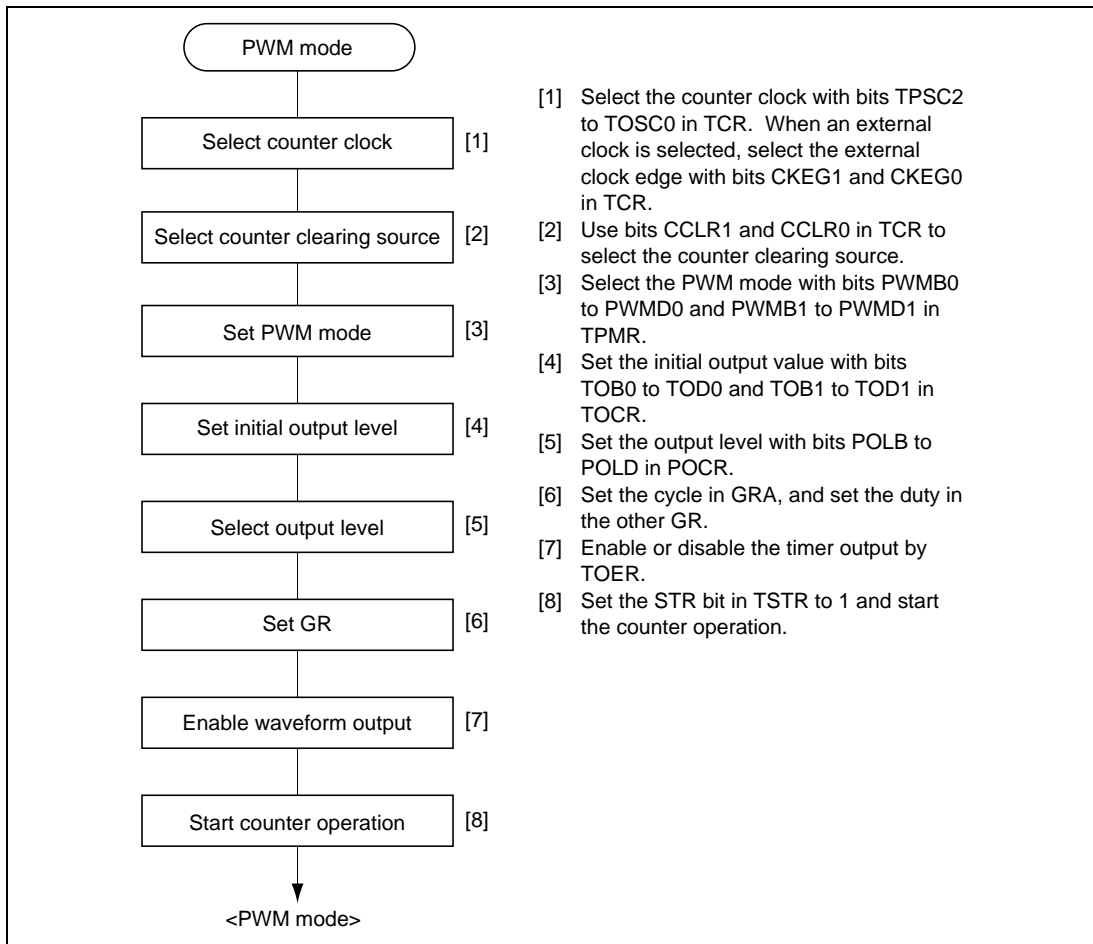 PWM mode
Select counter clock [1]
Select counter clearing source [2]
Set PWM mode [3]
Set initial output level [4]
Select output level [5]
Set GR [6]
Enable waveform output [7]
Start counter operation [8]
<PWM mode>
[1] Select the counter clock with bits TPSC2
to TOSC0 in TCR. When an external
clock is selected, select the external
clock edge with bits CKEG1 and CKEG0
in TCR.
[2] Use bits CCLR1 and CCLR0 in TCR to
select the counter clearing source.
[3] Select the PWM mode with bits PWMB0
to PWMD0 and PWMB1 to PWMD1 in
TPMR.
[4] Set the initial output value with bits
TOB0 to TOD0 and TOB1 to TOD1 in
TOCR.
[5] Set the output level with bits POLB to
POLD in POCR.
[6] Set the cycle in GRA, and set the duty in
the other GR.
[7] Enable or disable the timer output by
TOER.
[8] Set the STR bit in TSTR to 1 and start
the counter operation.